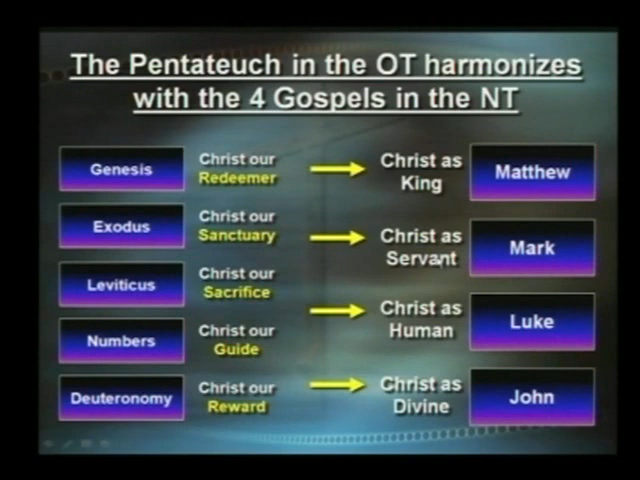 The Pentateuch in the OT harmonizes
with the 4 Gospels in the NT
Genesis
Christ our
Redeemer
Christ as
King
Matthew
Exodus
Christ our
Sanctuary
Christ as
Servant
Mark
Leviticus
Christ our
Sacrifice
Christ as
Human
Luke
Numbers
Christ our
Guide
Deuteronomy
Christ our
Reward
Christ as
Divine
John